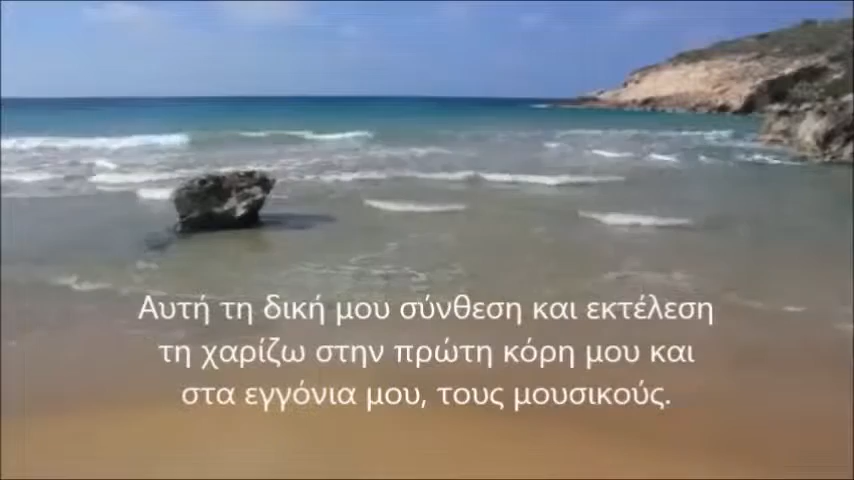 Αυτή τη δική μου σύνθεση και εκτέλεση
τη χαρίζω στην πρώτη κόρη μου και
στα εγγόνια μου, τους μουσικούς.